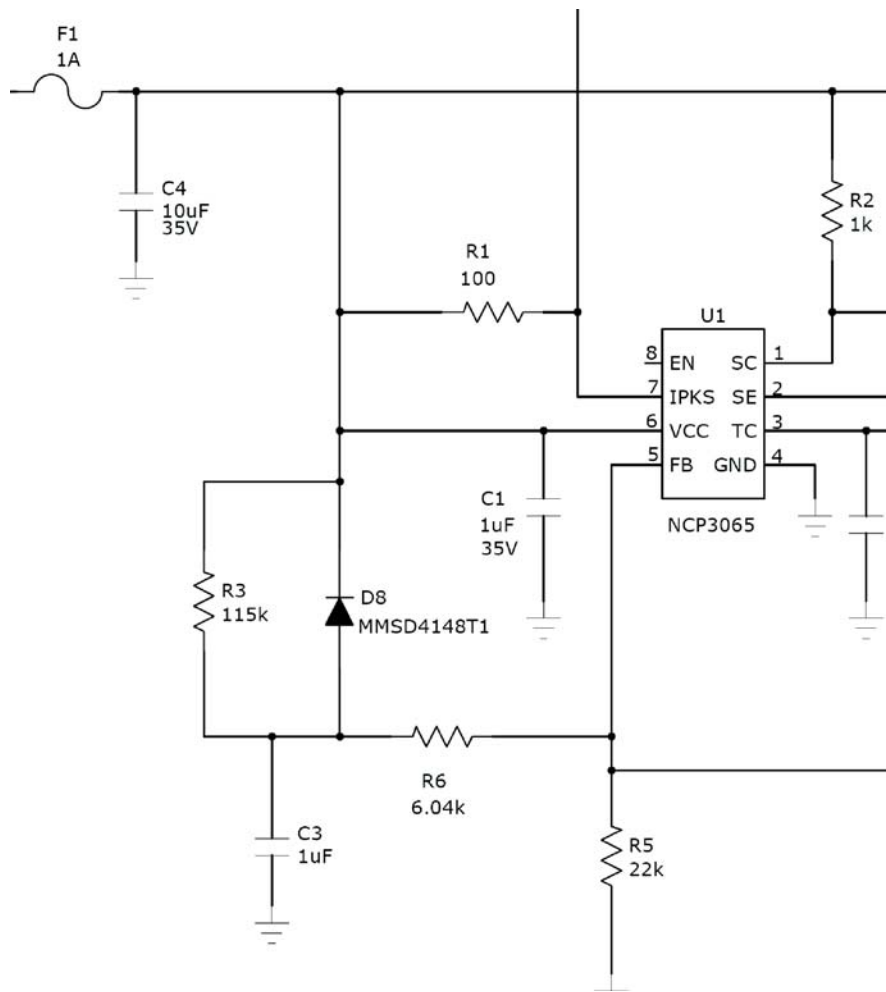 F1
1A
C4
10uF
35V
R2
1k
R1
100
U1
8 EN SC 1
7 IPKS SE 2
6 VCC TC 3
5 FB GND 4
C1
1uF
35V
NCP3065
R3
115k
D8
MMSD4148T1
R6
6.04k
C3
1uF
R5
22k